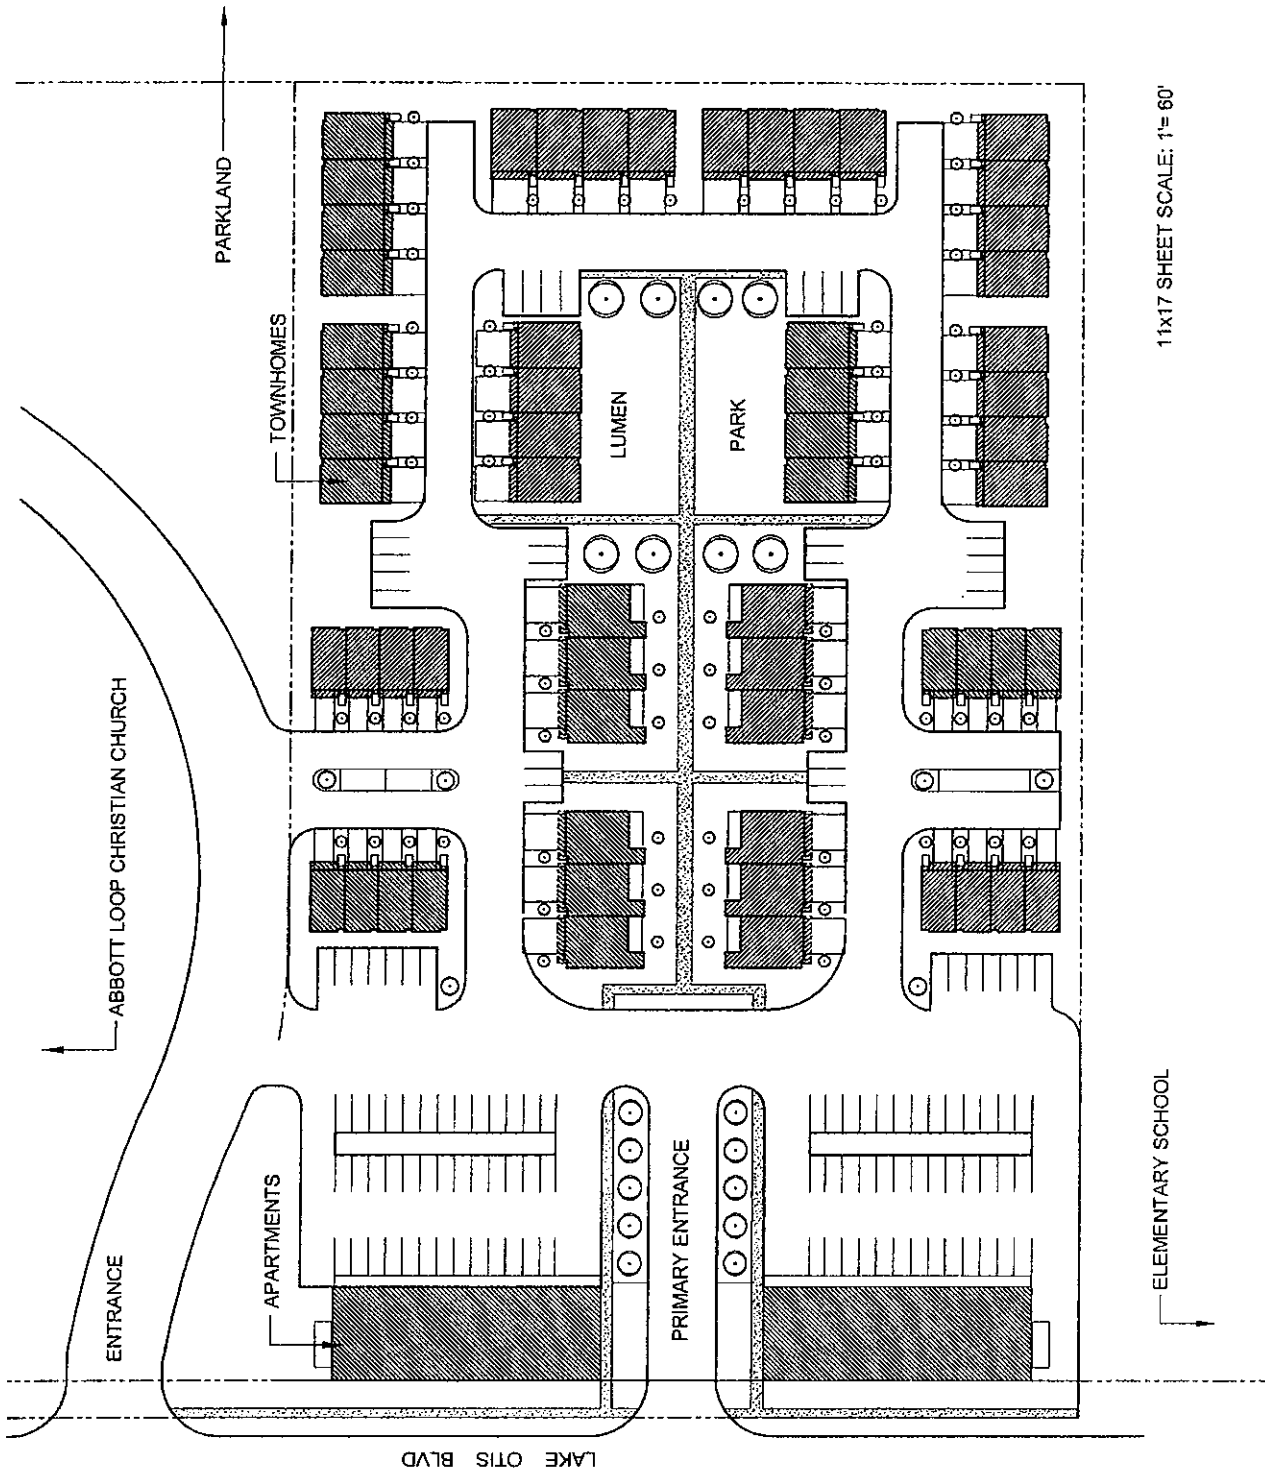 PARKLAND
TOWNHOMES
ABBOTT LOOP CHRISTIAN CHURCH
LUMEN
PARK
11x17 SHEET SCALE: 1"= 60'
ENTRANCE
APARTMENTS
PRIMARY ENTRANCE
ELEMENTARY SCHOOL
LAKE OTIS BLVD